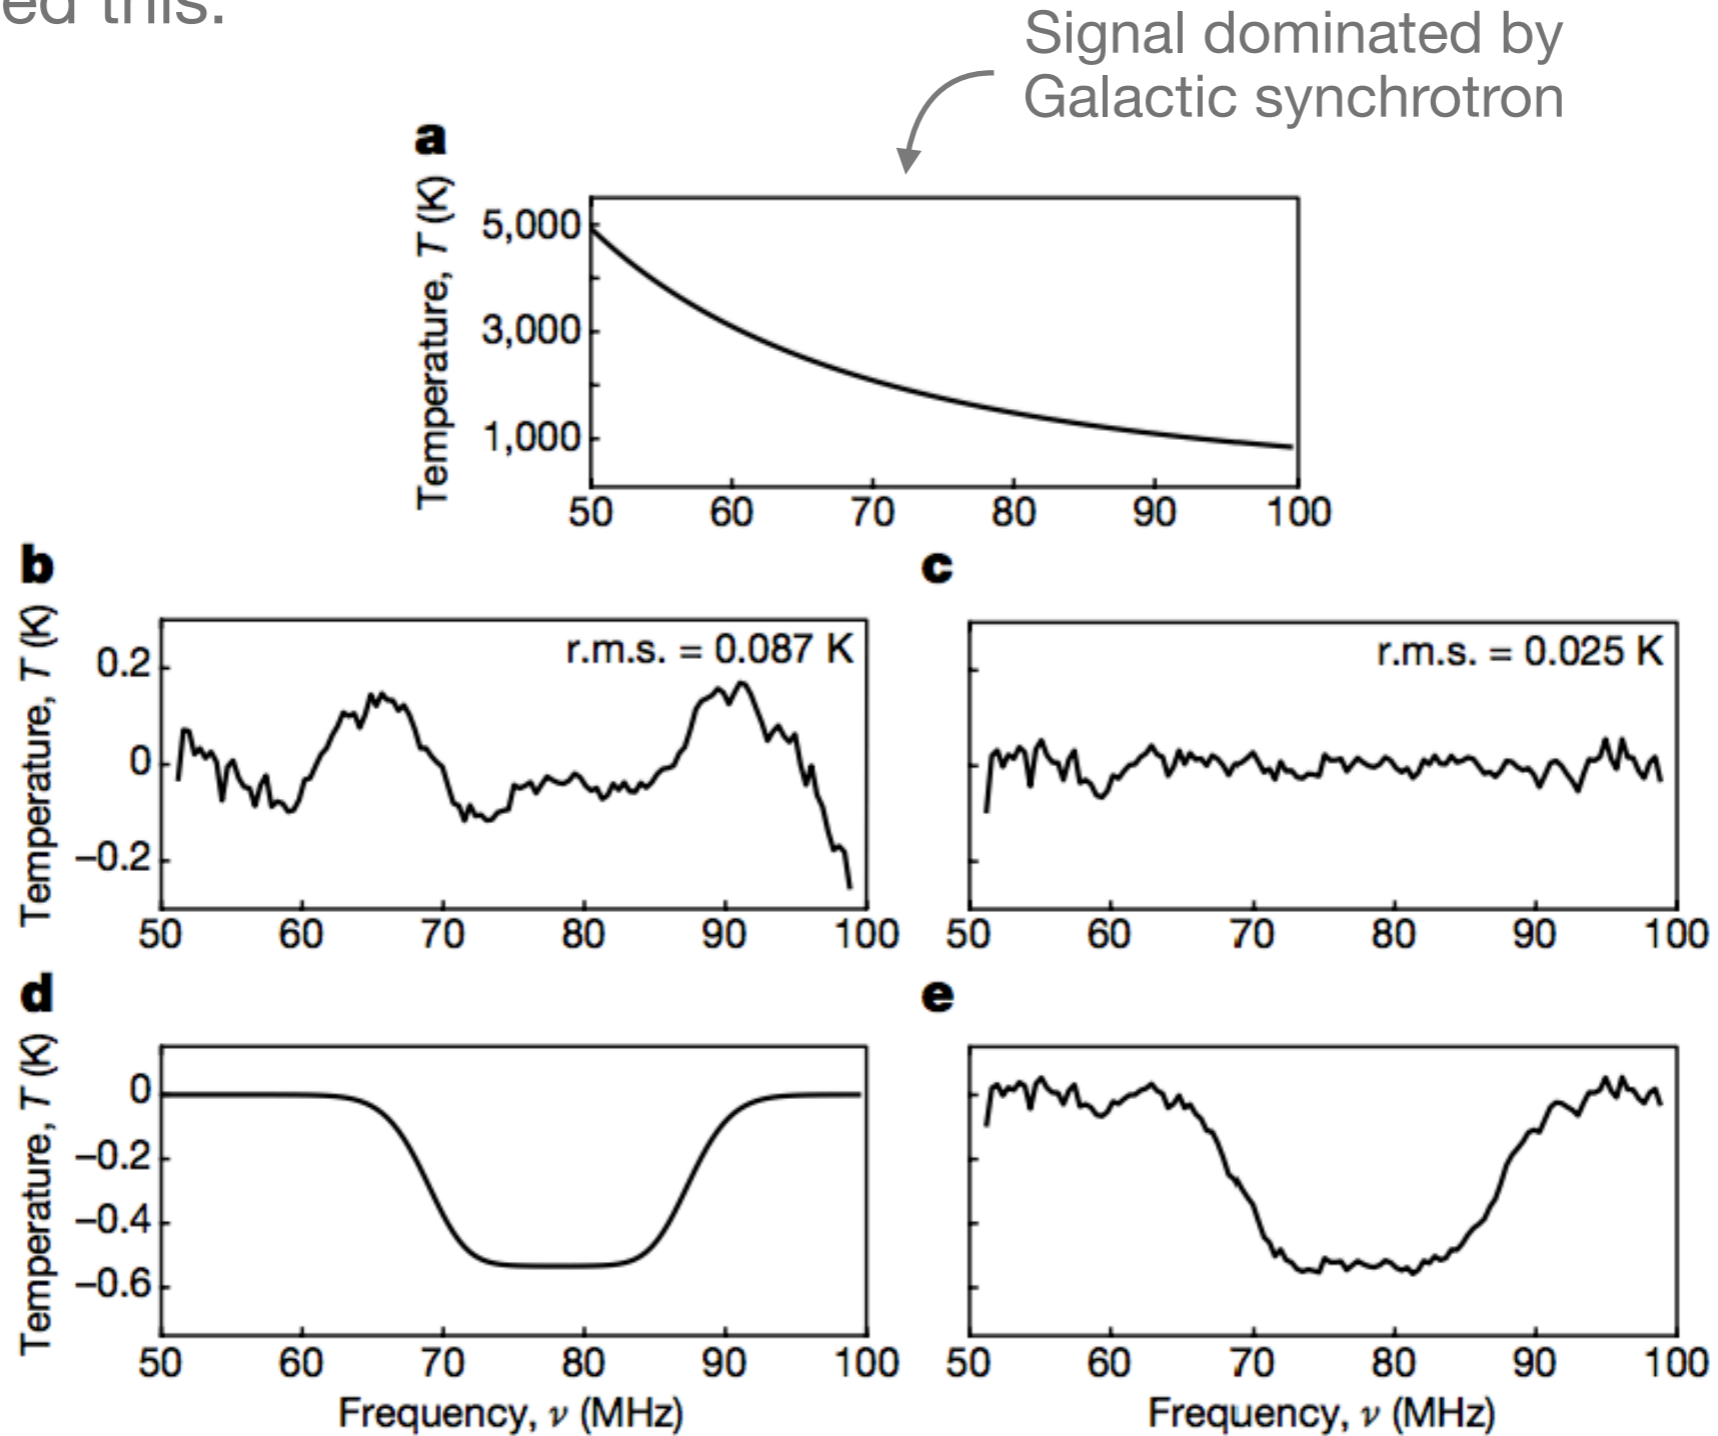 ed this.
Signal dominated by
Galactic synchrotron
a
Temperature, T (K)
5,000
3,000
1,000
50 60 70 80 90 100
b
Temperature, T (K)
r.m.s. = 0.087 K
0.2
0
−0.2
50 60 70 80 90 100
c
r.m.s. = 0.025 K
50 60 70 80 90 100
d
Temperature, T (K)
0
−0.2
−0.4
−0.6
50 60 70 80 90 100
Frequency, ν (MHz)
e
50 60 70 80 90 100
Frequency, ν (MHz)